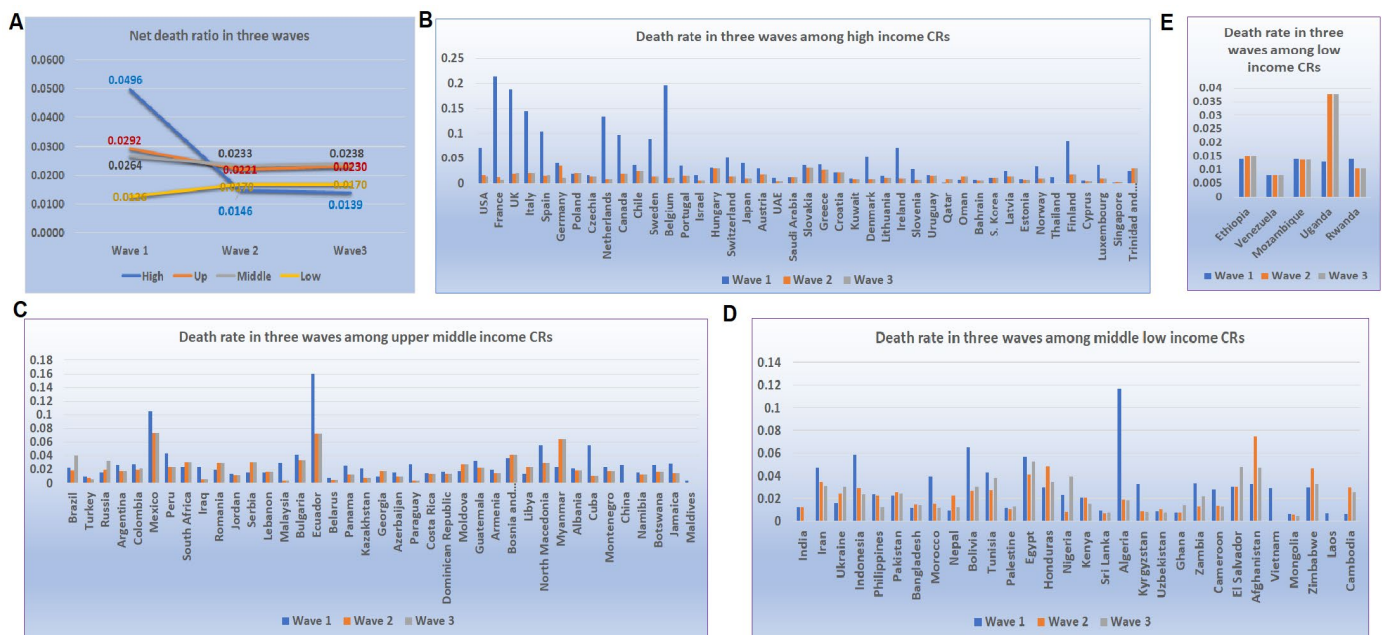 A
Net death ratio in three waves
0.0600
0.0500
0.0400
0.0300
0.0200
0.0100
0.0000
0.0496
0.0292
0.0264
0.0126
0.0233
0.0221
0.0170
0.0146
0.0238
0.0230
0.0170
0.0139
Wave 1
Wave 2
Wave3
High
Up
Middle
Low
B
Death rate in three waves among high income CRs
0.25
0.2
0.15
0.1
0.05
0
USA
France
UK
Italy
Spain
Germany
Poland
Czechia
Netherlands
Canada
Chile
Sweden
Belgium
Portugal
Israel
Hungary
Switzerland
Japan
Austria
UAE
Saudi Arabia
Slovakia
Greece
Croatia
Kuwait
Denmark
Lithuania
Ireland
Slovenia
Uruguay
Qatar
Oman
Bahrain
S. Korea
Latvia
Estonia
Norway
Thailand
Finland
Cyprus
Luxembourg
Singapore
Trinidad and...
Wave 1
Wave 2
Wave 3
E
Death rate in three
waves among low
income CRs
0.04
0.035
0.03
0.025
0.02
0.015
0.01
0.005
0
Ethiopia
Venezuela
Mozambique
Uganda
Rwanda
Wave 1
Wave 2
Wave 3
C
Death rate in three waves among upper middle income CRs
0.18
0.16
0.14
0.12
0.1
0.08
0.06
0.04
0.02
0
Brazil
Turkey
Russia
Argentina
Colombia
Mexico
Peru
South Africa
Iraq
Romania
Jordan
Serbia
Lebanon
Malaysia
Bulgaria
Ecuador
Belarus
Panama
Kazakhstan
Georgia
Azerbaijan
Paraguay
Costa Rica
Dominican Republic
Moldova
Guatemala
Armenia
Bosnia and...
Libya
North Macedonia
Myanmar
Albania
Cuba
Montenegro
China
Namibia
Botswana
Jamaica
Maldives
Wave 1
Wave 2
Wave 3
D
Death rate in three waves among middle low income CRs
0.14
0.12
0.1
0.08
0.06
0.04
0.02
0
India
Iran
Ukraine
Indonesia
Philippines
Pakistan
Bangladesh
Morocco
Nepal
Bolivia
Tunisia
Palestine
Egypt
Honduras
Nigeria
Kenya
Sri Lanka
Algeria
Kyrgyzstan
Uzbekistan
Ghana
Zambia
Cameroon
El Salvador
Afghanistan
Vietnam
Mongolia
Zimbabwe
Laos
Cambodia
Wave 1
Wave 2
Wave 3